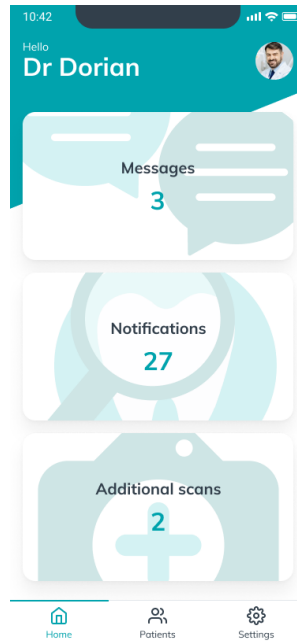 10:42
Hello
Dr Dorian
Messages
3
Notifications
27
Additional scans
2
Home
Patients
Settings